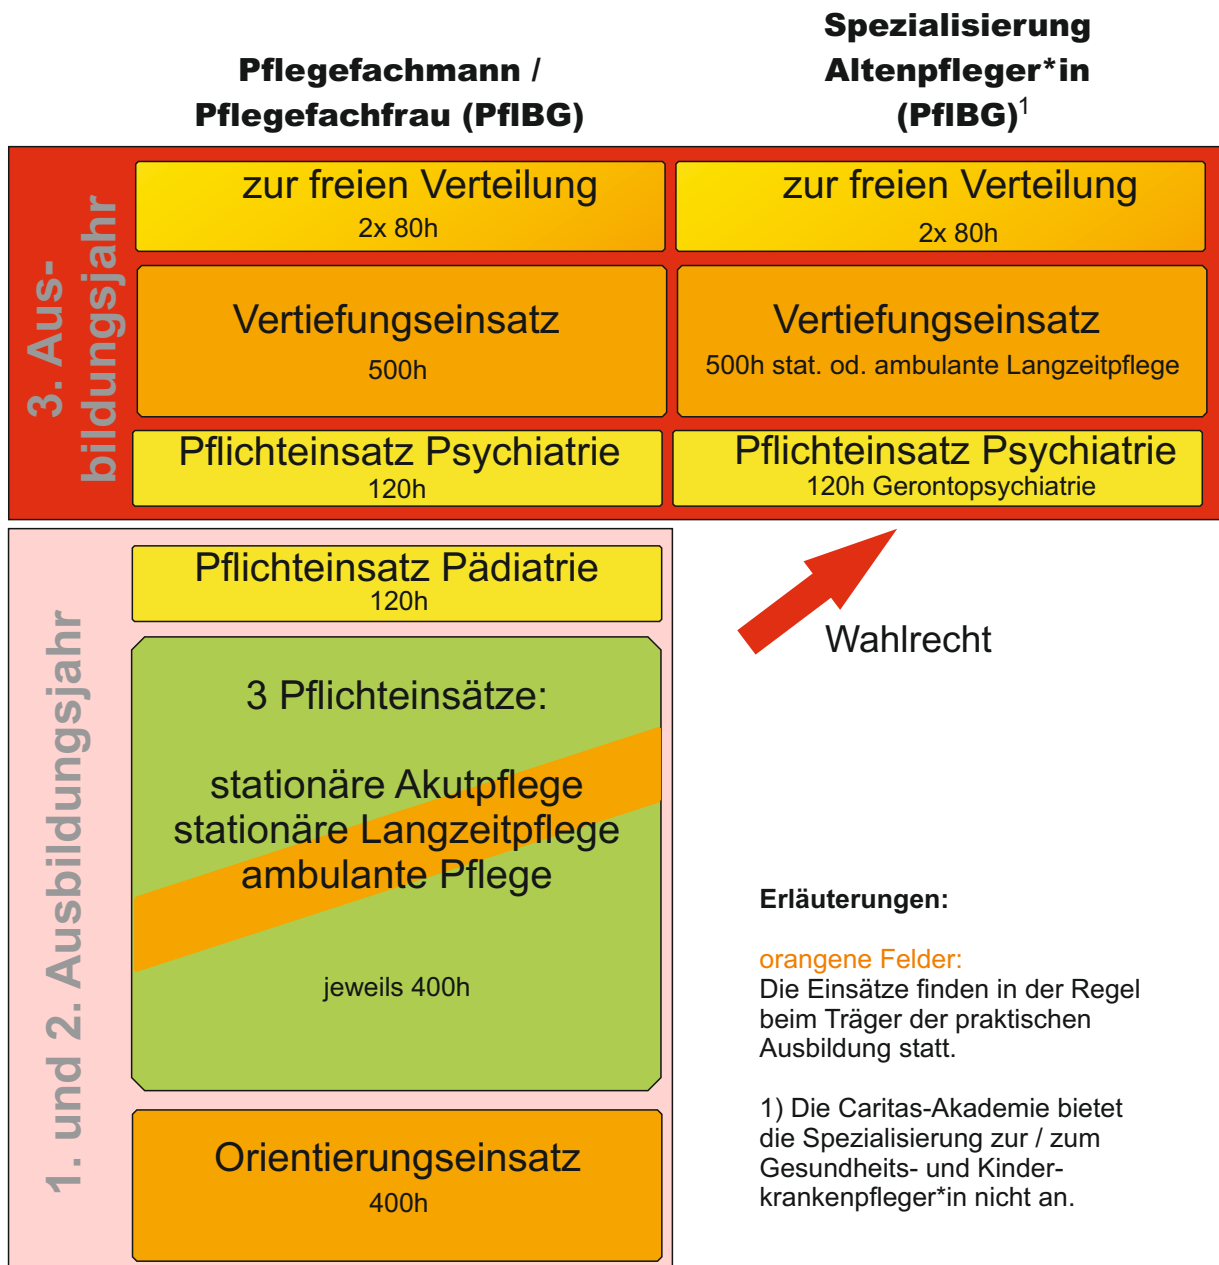 Pflegefachmann /
Pflegefachfrau (PflBG)
Spezialisierung
Altenpfleger*in
(PflBG)1
3. Aus-
bildungsjahr
zur freien Verteilung
2x 80h
zur freien Verteilung
2x 80h
Vertiefungseinsatz
500h
Vertiefungseinsatz
500h stat. od. ambulante Langzeitpflege
Pflichteinsatz Psychiatrie
120h
Pflichteinsatz Psychiatrie
120h Gerontopsychiatrie
1. und 2. Ausbildungsjahr
Pflichteinsatz Pädiatrie
120h
Wahlrecht
3 Pflichteinsätze:
stationäre Akutpflege
stationäre Langzeitpflege
ambulante Pflege
jeweils 400h
Orientierungseinsatz
400h
Erläuterungen:
orangene Felder:
Die Einsätze finden in der Regel
beim Träger der praktischen
Ausbildung statt.
1) Die Caritas-Akademie bietet
die Spezialisierung zur / zum
Gesundheits- und Kinder-
krankenpfleger*in nicht an.